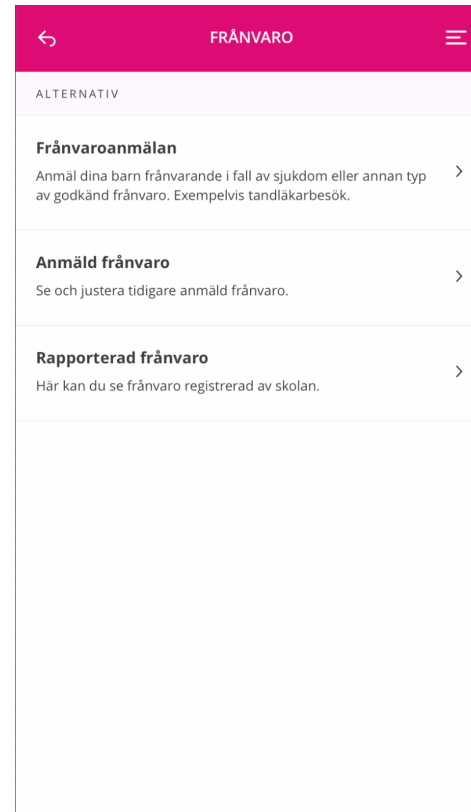 FRÅNVARO
ALTERNATIV
Frånvaroanmälan
Anmäl dina barn frånvarande i fall av sjukdom eller annan typ
av godkänd frånvaro. Exempelvis tandläkarbesök.
Anmäld frånvaro
Se och justera tidigare anmäld frånvaro.
Rapporterad frånvaro
Här kan du se frånvaro registrerad av skolan.